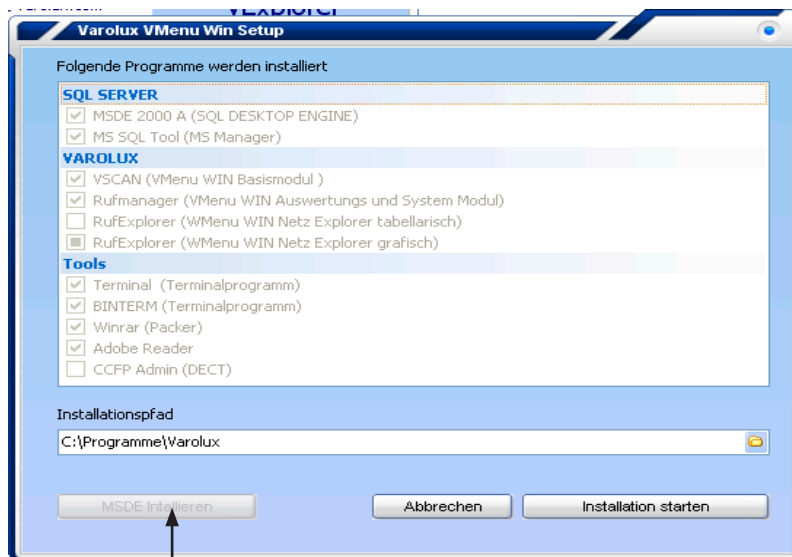 VExplorer
Varolux VMenu Win Setup
Folgende Programme werden installiert
SQL SERVER
MSDE 2000 A (SQL DESKTOP ENGINE)
MS SQL Tool (MS Manager)
VAROLUX
VSCAN (VMenu WIN Basismodul )
Rufmanager (VMenu WIN Auswertungs und System Modul)
RufExplorer (WMenu WIN Netz Explorer tabellarisch)
RufExplorer (WMenu WIN Netz Explorer grafisch)
Tools
Terminal (Terminalprogramm)
BINTERM (Terminalprogramm)
Winrar (Packer)
Adobe Reader
CCFP Admin (DECT)
Installationspfad
C:\Programme\Varolux
MSDE Intallieren Abbrechen Installation starten